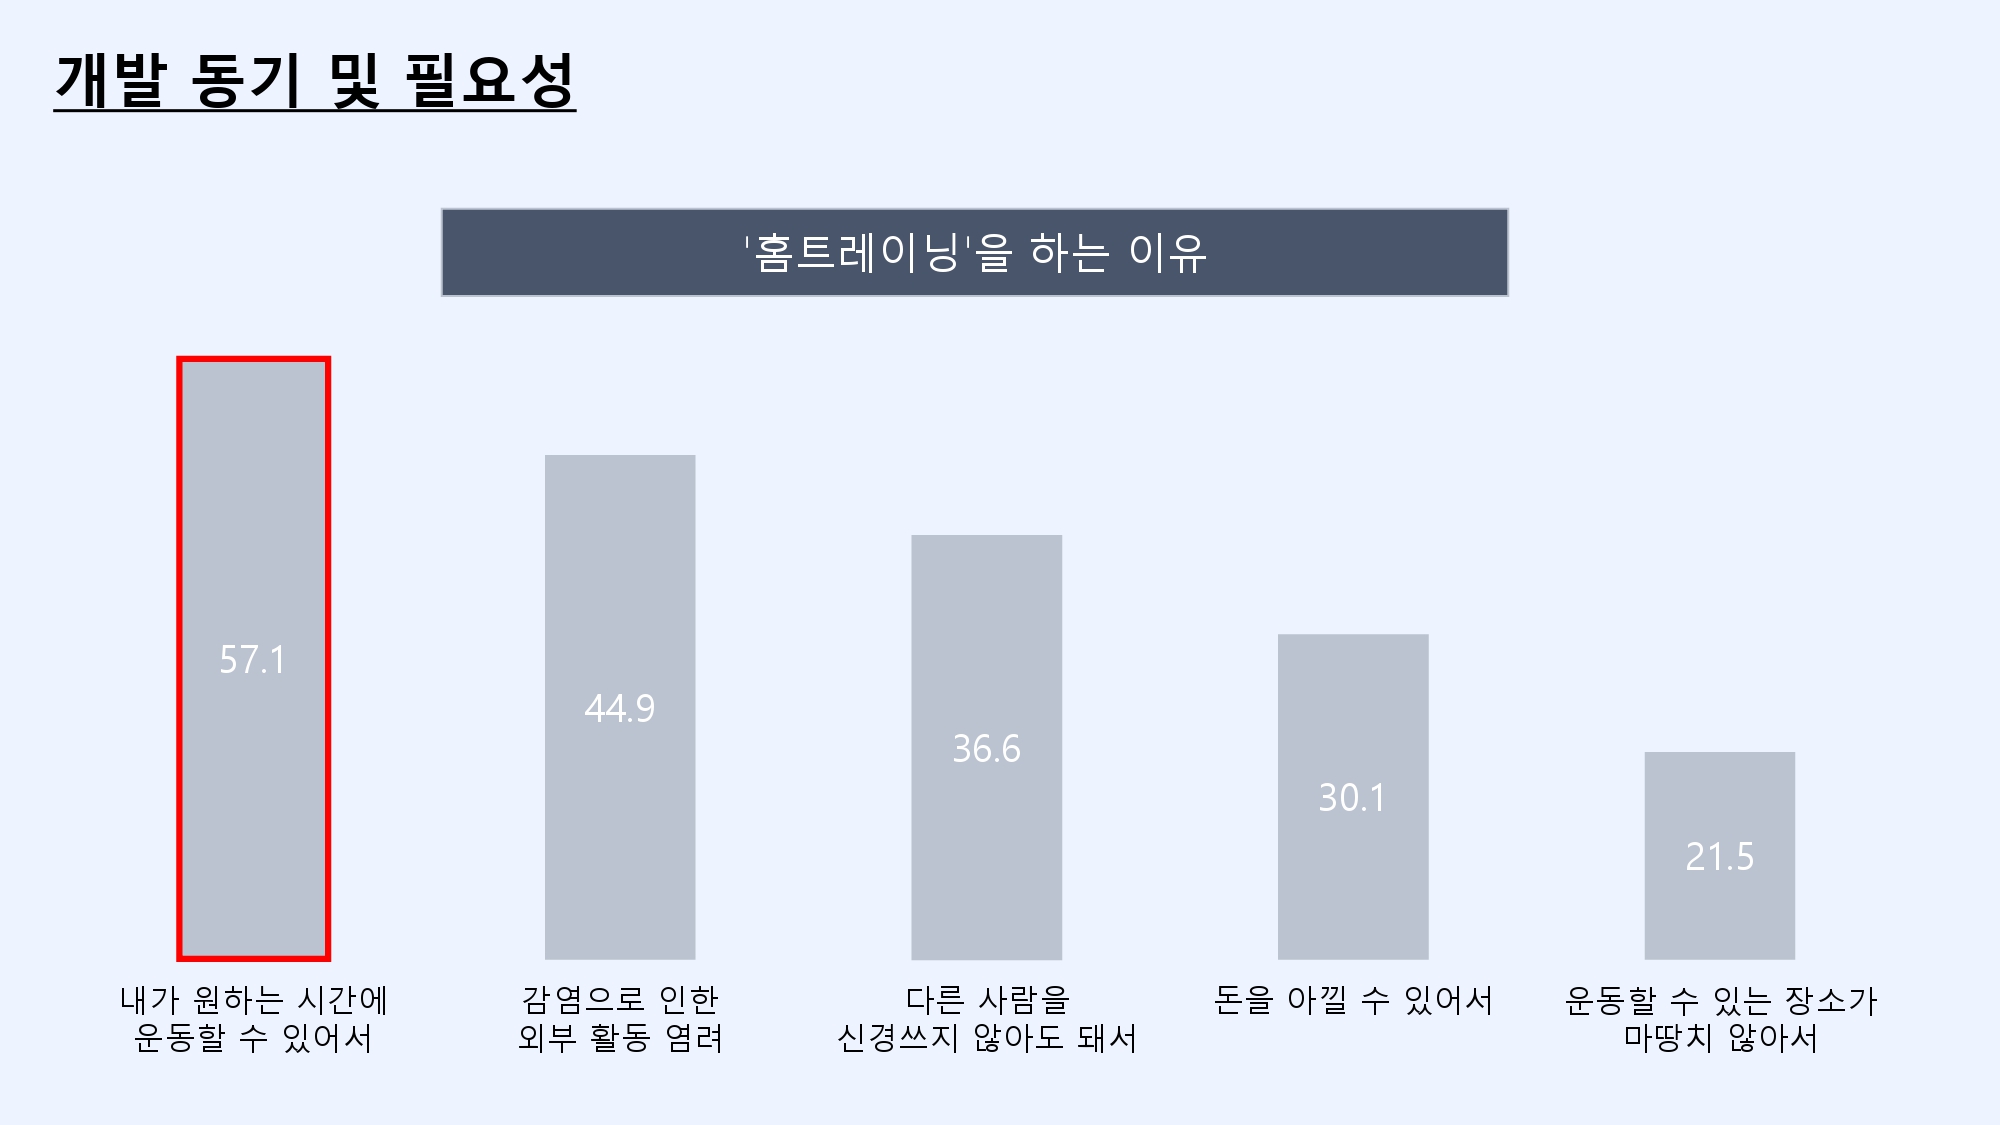 개발 동기 및 필요성
'홈트레이닝'을 하는 이유
57.1
44.9
36.6
30.1
21.5
내가 원하는 시간에
운동할 수 있어서
감염으로 인한
외부 활동 염려
다른 사람을
신경쓰지 않아도 돼서
돈을 아낄 수 있어서
운동할 수 있는 장소가
마땅치 않아서